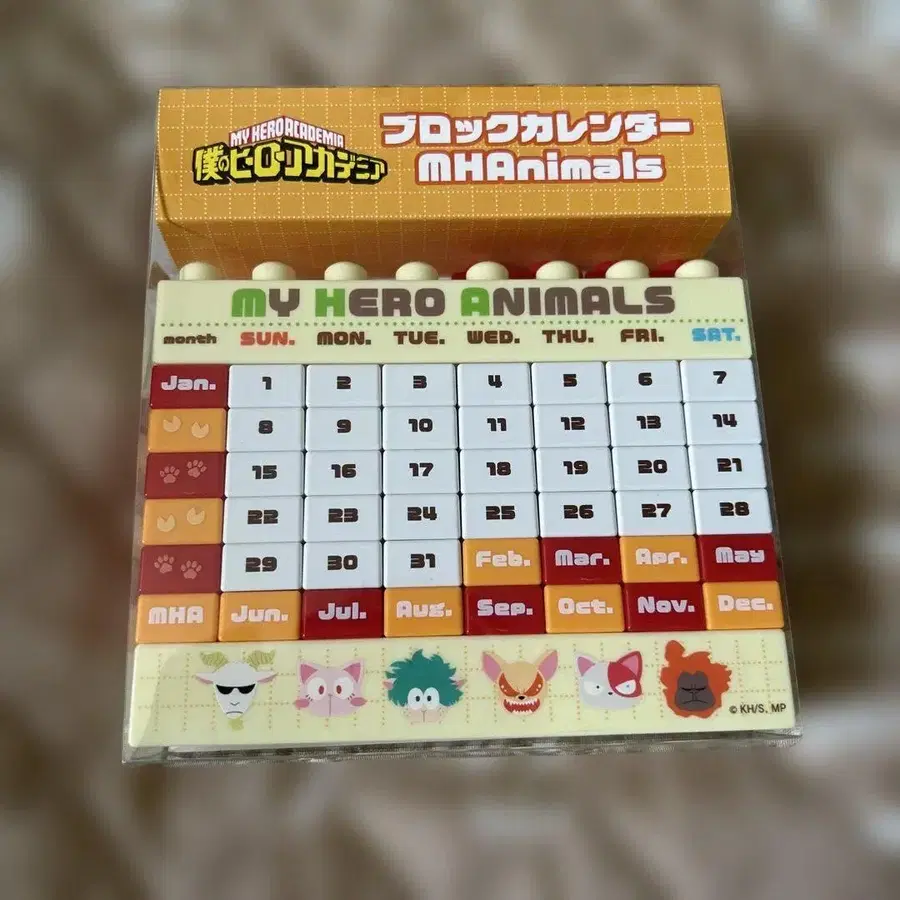 MY HERO ACADEMIA
僕のヒーローアカデミア
ブロックカレンダー
MHAnimals
MY HERO ANIMALS
month SUN. MON. TUE. WED. THU. FRI. SAT.
Jan. 1 2 3 4 5 6 7
8 9 10 11 12 13 14
15 16 17 18 19 20 21
22 23 24 25 26 27 28
29 30 31 Feb. Mar. Apr. May
MHA Jun. Jul. Aug. Sep. Oct. Nov. Dec.
© KH/S, MP